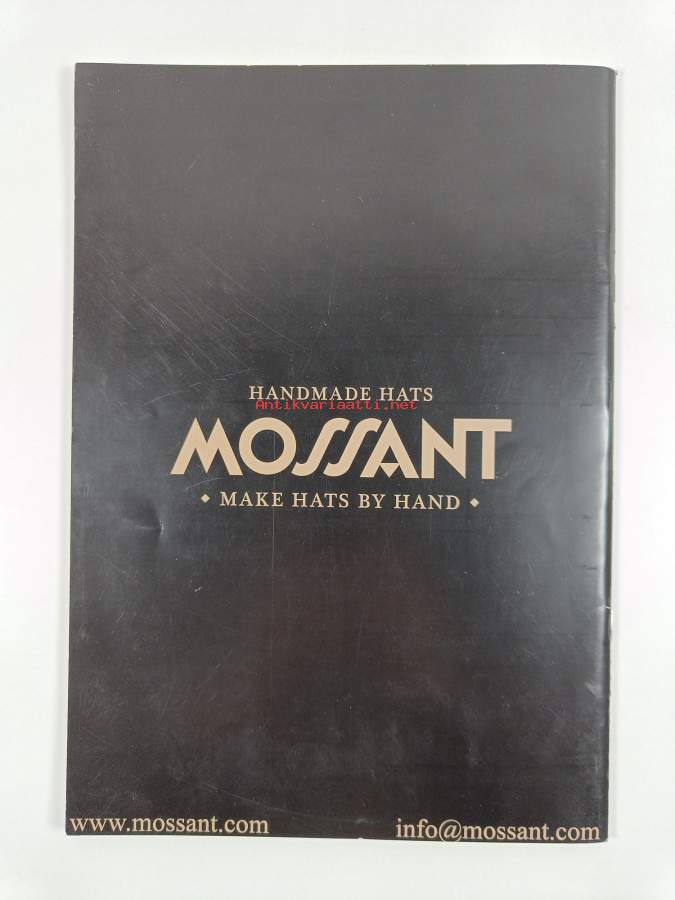 HANDMADE HATS
Antikvariaatti.net
MOSSANT
◆ MAKE HATS BY HAND ◆
www.mossant.com
info@mossant.com